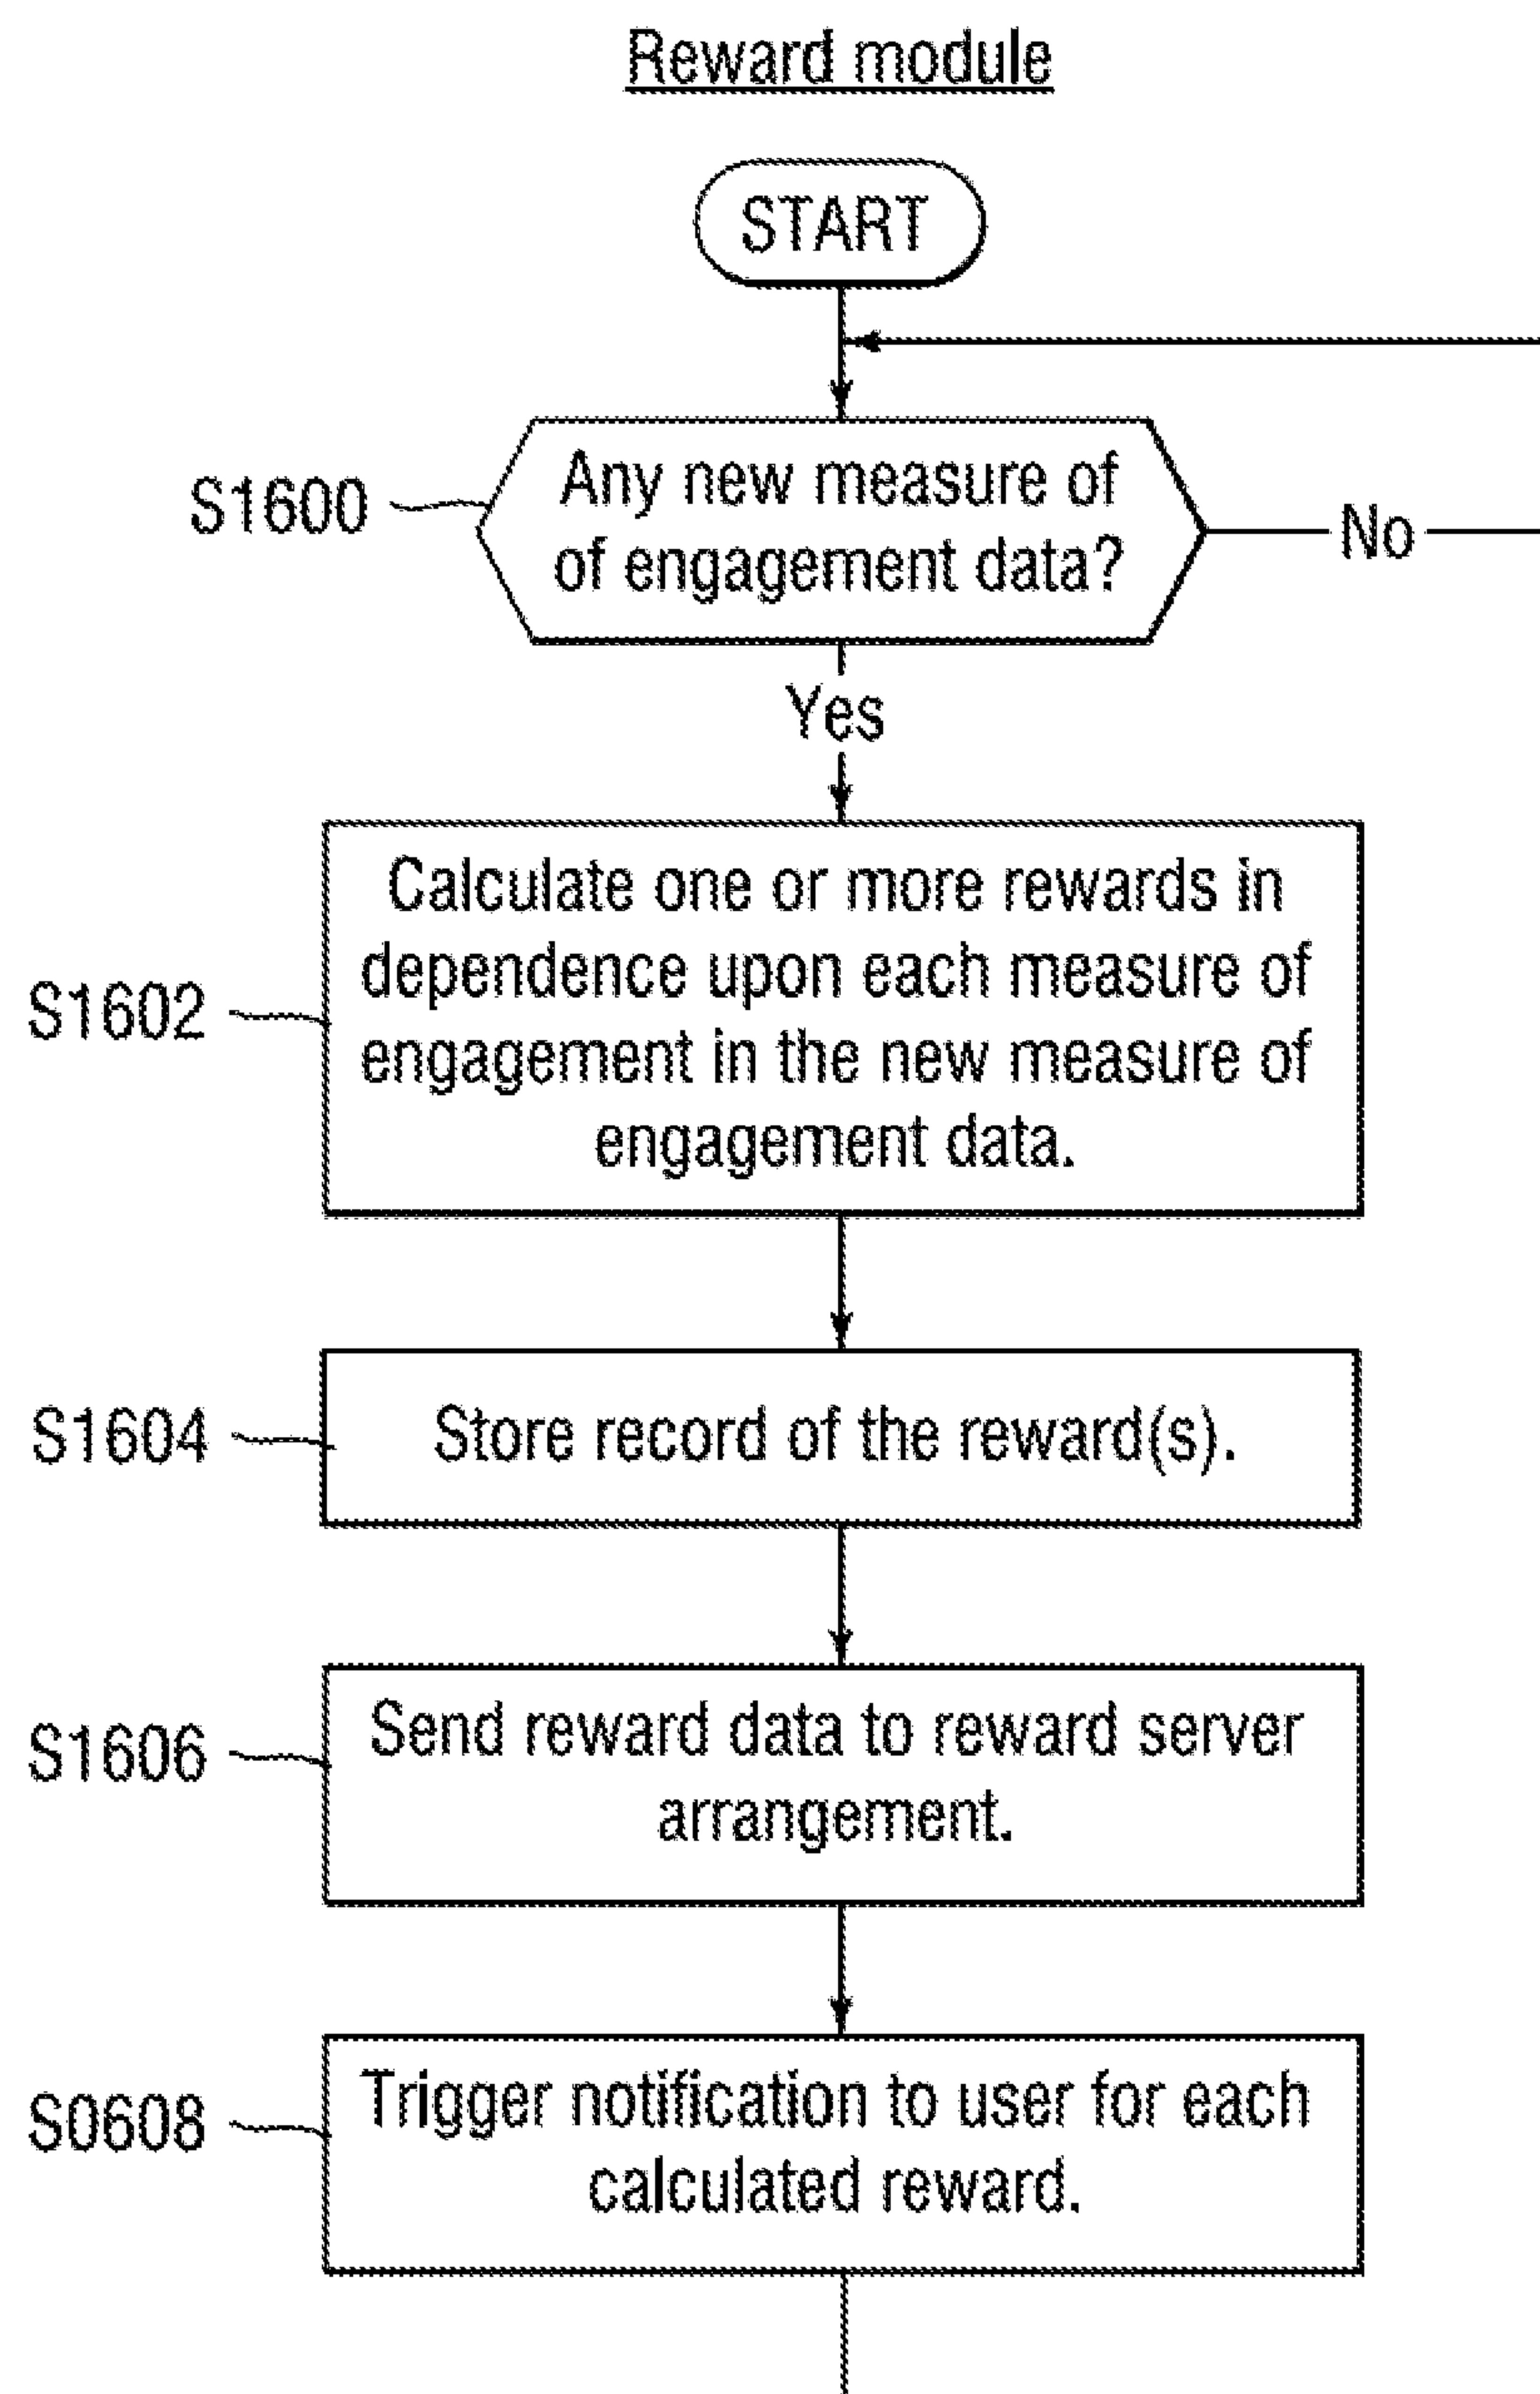 Reward module
START
S1600
Any new measure of
of engagement data?
No
Yes
S1602
Calculate one or more rewards in
dependence upon each measure of
engagement in the new measure of
engagement data.
S1604
Store record of the reward(s).
S1606
Send reward data to reward server
arrangement.
S0608
Trigger notification to user for each
calculated reward.